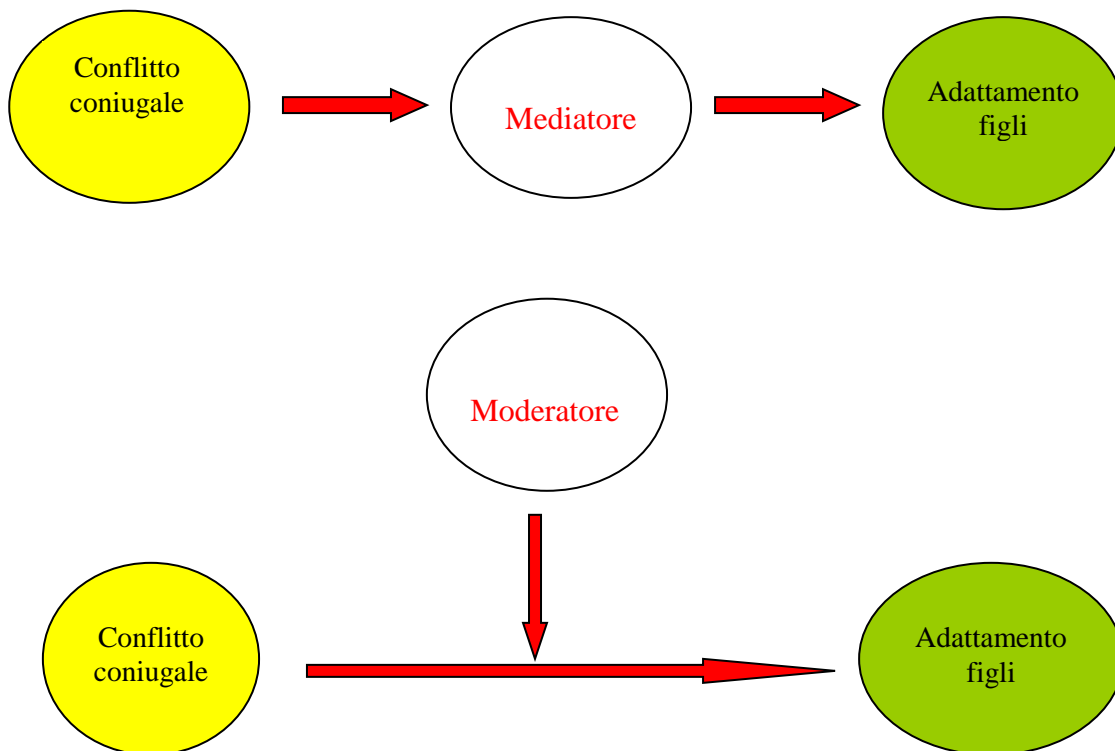 Conflitto
coniugale
Mediatore
Adattamento
figli
Moderatore
Conflitto
coniugale
Adattamento
figli